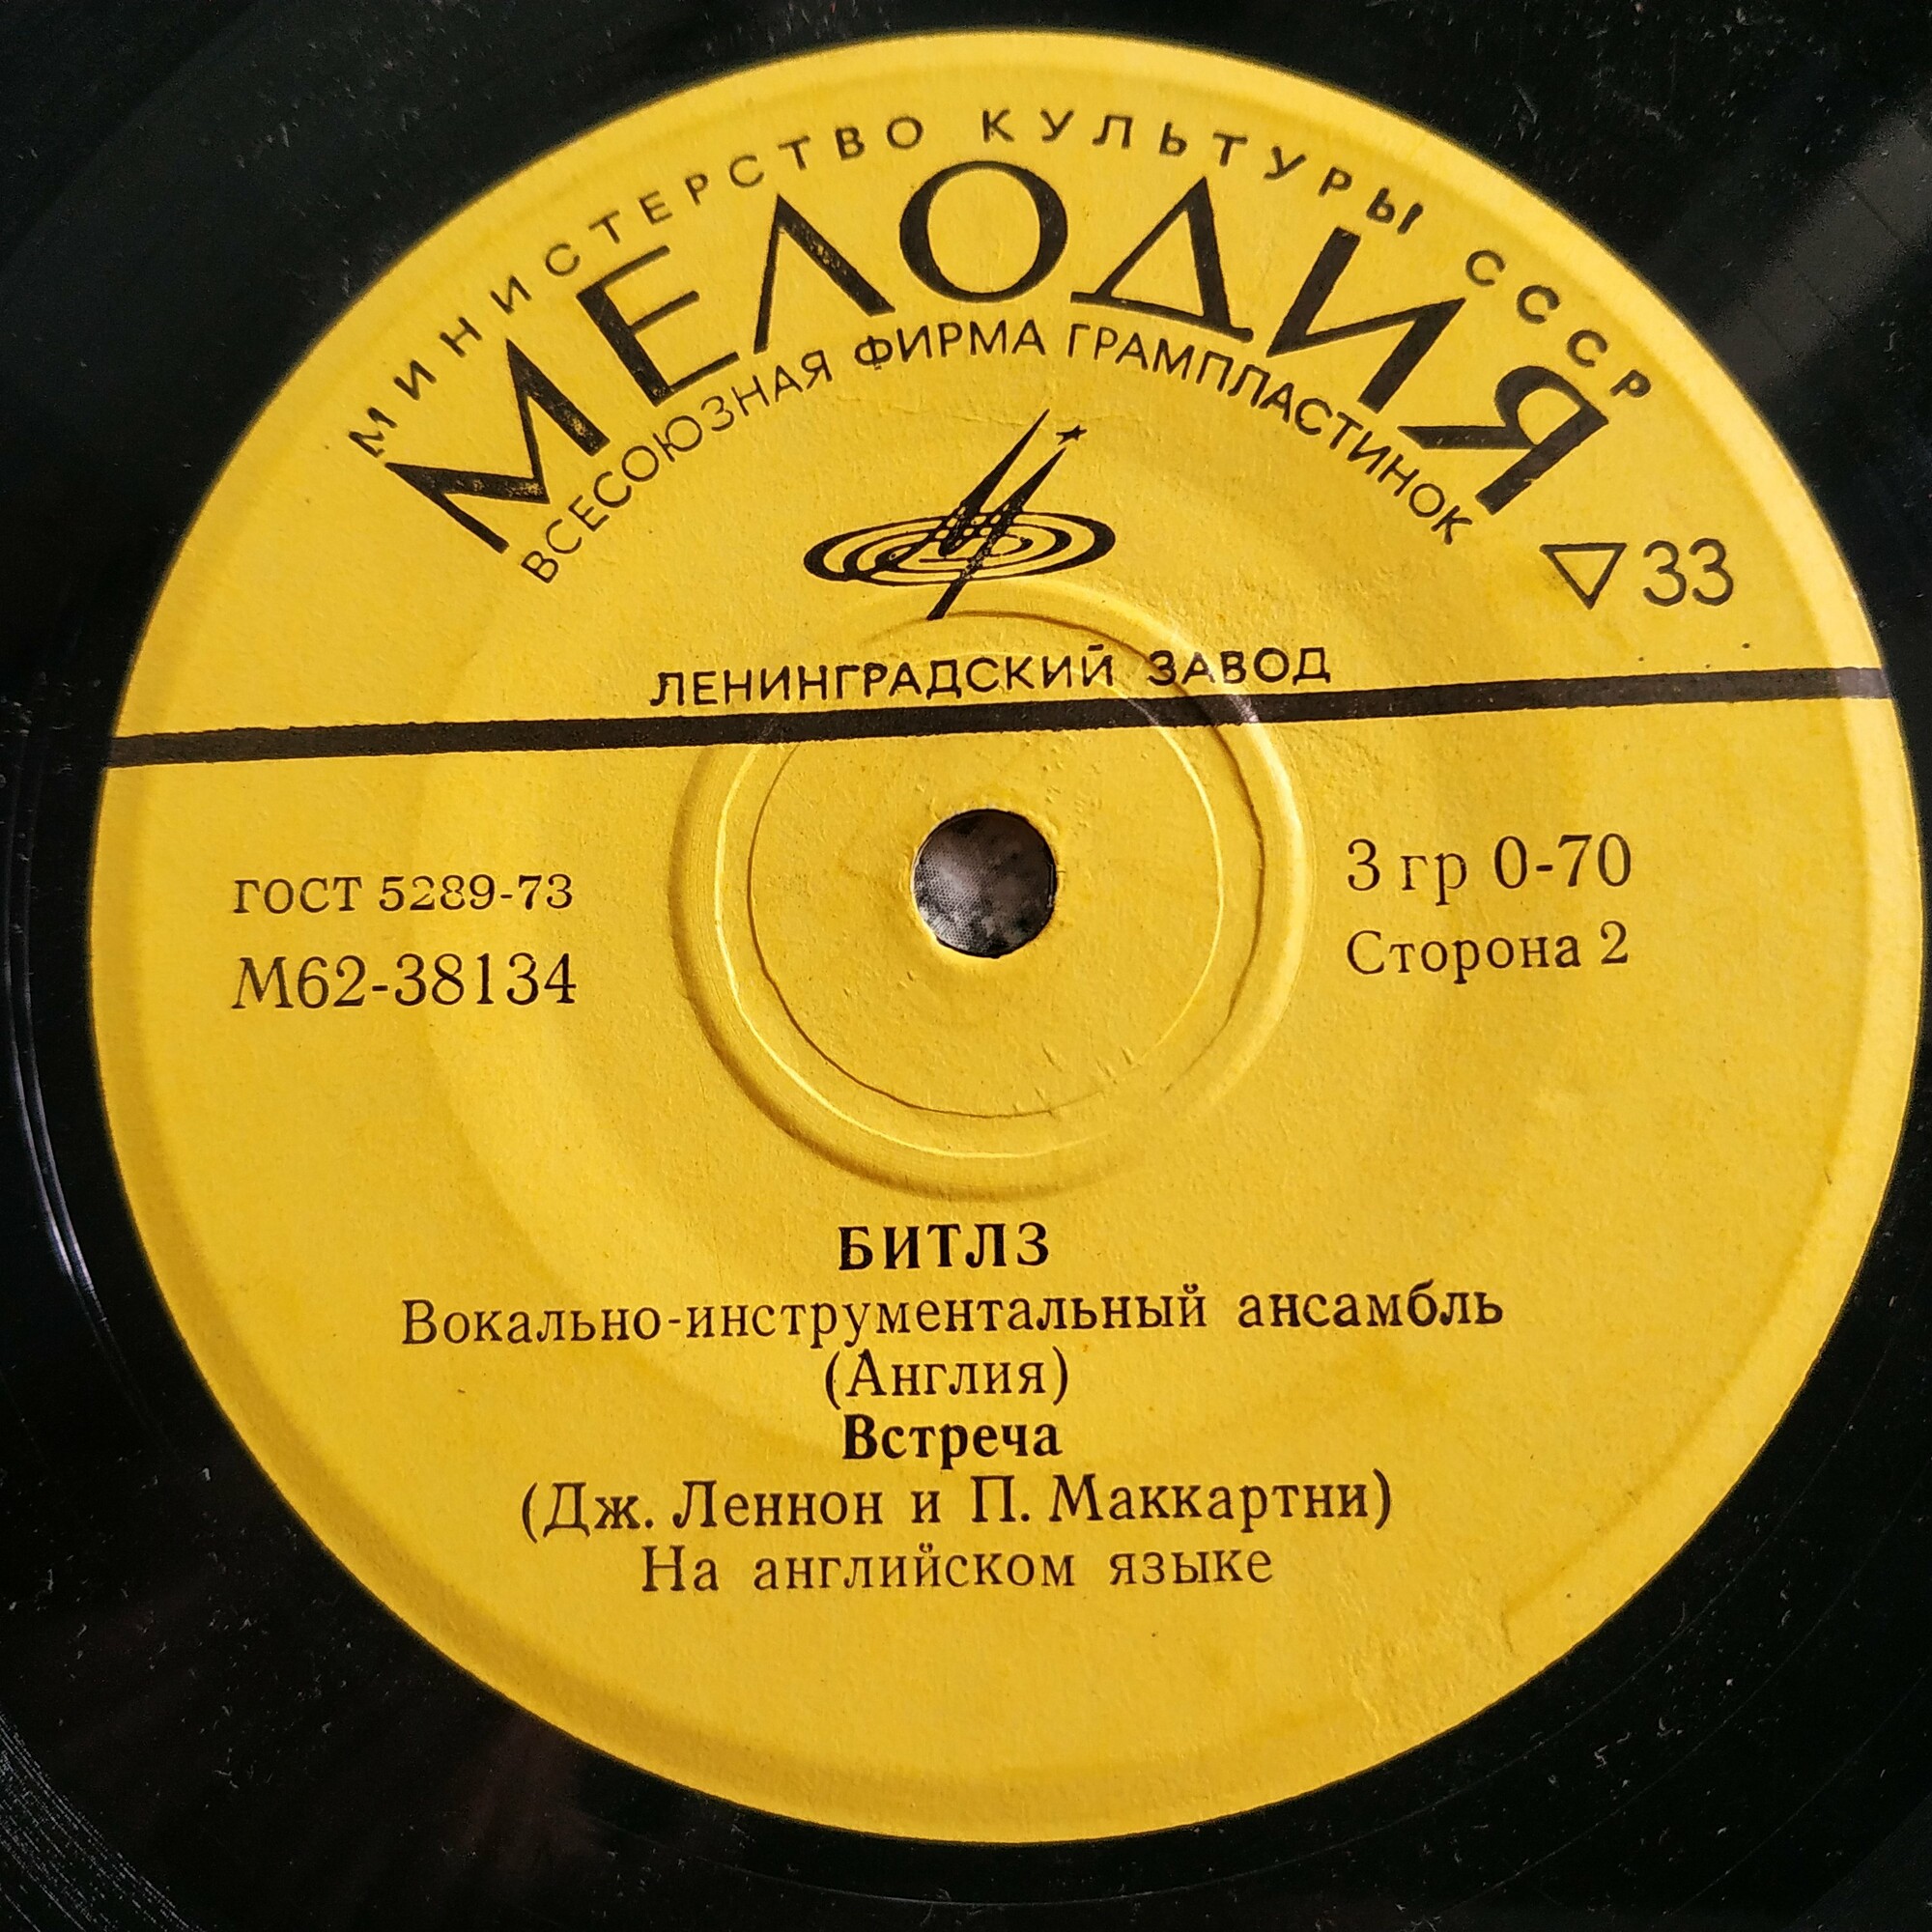 МИНИСТЕРСТВО КУЛЬТУРЫ СССР
МЕЛОДИЯ
ВСЕСОЮЗНАЯ ФИРМА ГРАМПЛАСТИНОК
33
ЛЕНИНГРАДСКИЙ ЗАВОД
ГОСТ 5289-73
М62-38134
3 гр 0-70
Сторона 2
БИТЛЗ
Вокально-инструментальный ансамбль
(Англия)
Встреча
(Дж. Леннон и П. Маккартни)
На английском языке